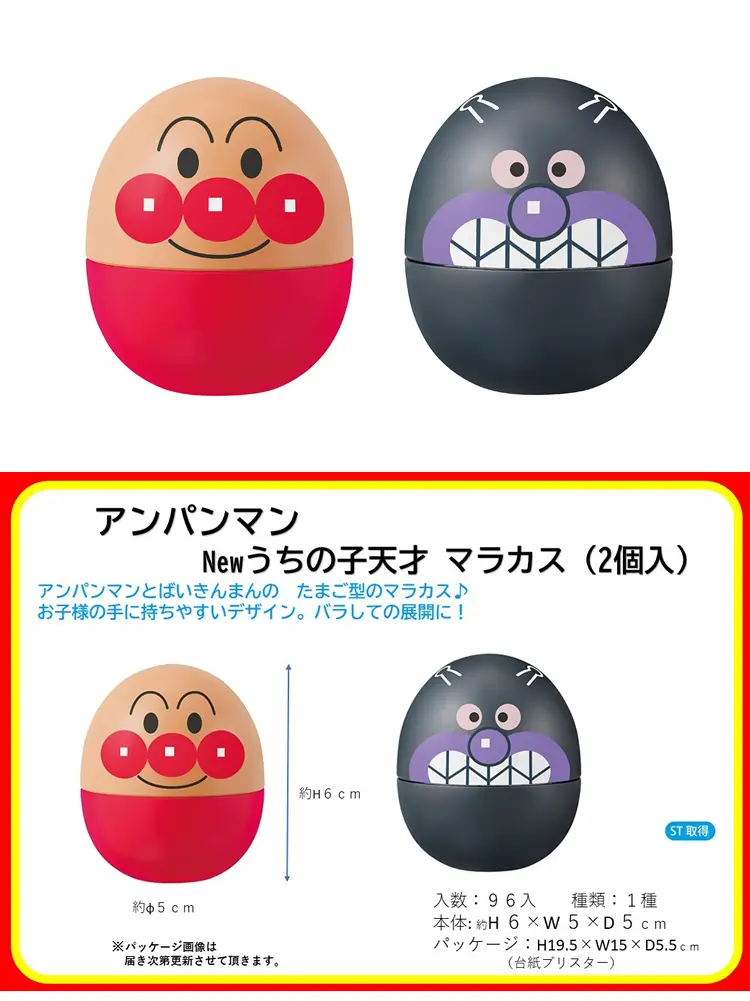 アンパンマン
Newうちの子天才 マラカス（2個入）
アンパンマンとばいきんまんの　たまご型のマラカス♪
お子様の手に持ちやすいデザイン。バラしての展開に！
約H６ｃｍ
ST 取得
約φ５ｃｍ
入数：９６入　　種類：１種
本体: 約H ６×W ５×D ５ｃｍ
パッケージ：H19.5×W15×D5.5ｃｍ
（台紙ブリスター）
※パッケージ画像は
届き次第更新させて頂きます。